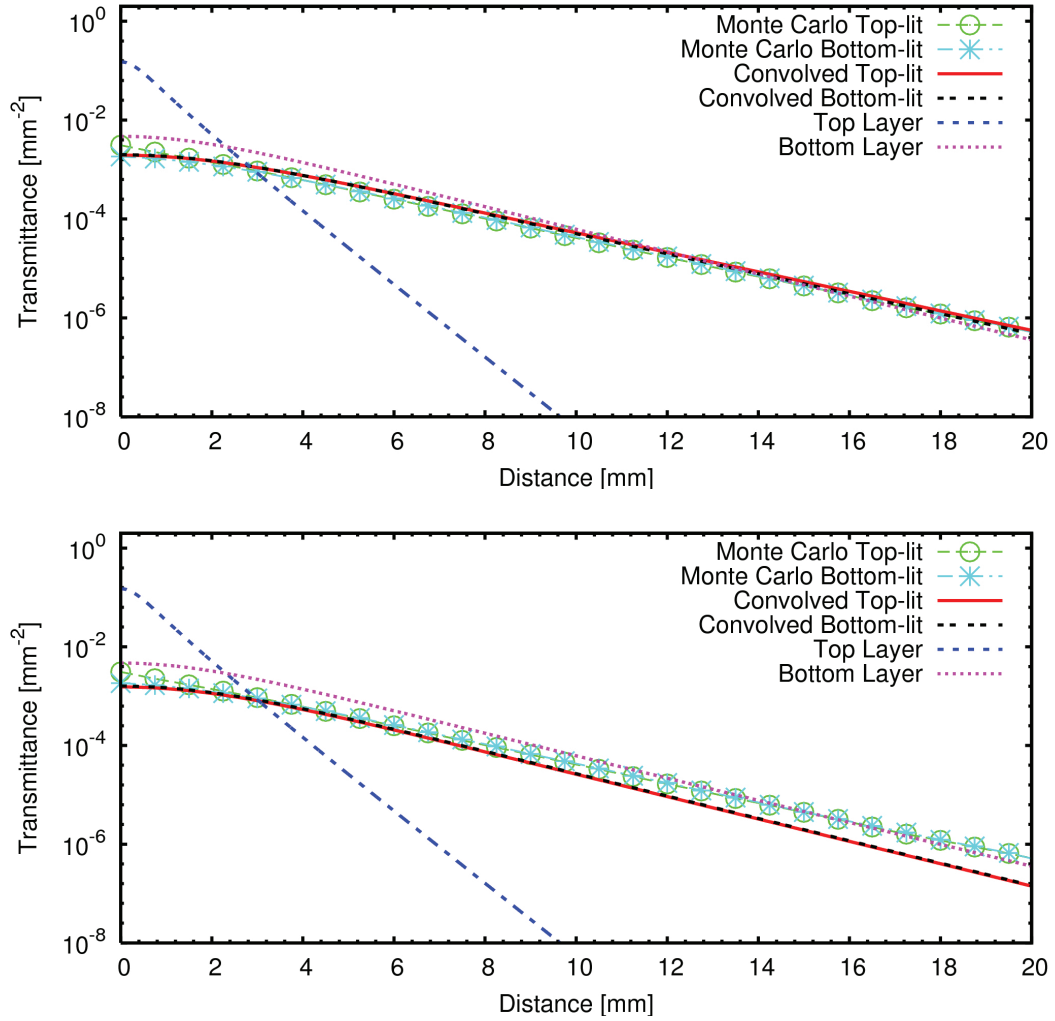 10^0
10^-2
10^-4
10^-6
10^-8
Transmittance [mm^-2]
Monte Carlo Top-lit
Monte Carlo Bottom-lit
Convolved Top-lit
Convolved Bottom-lit
Top Layer
Bottom Layer
0 2 4 6 8 10 12 14 16 18 20
Distance [mm]
10^0
10^-2
10^-4
10^-6
10^-8
Transmittance [mm^-2]
Monte Carlo Top-lit
Monte Carlo Bottom-lit
Convolved Top-lit
Convolved Bottom-lit
Top Layer
Bottom Layer
0 2 4 6 8 10 12 14 16 18 20
Distance [mm]